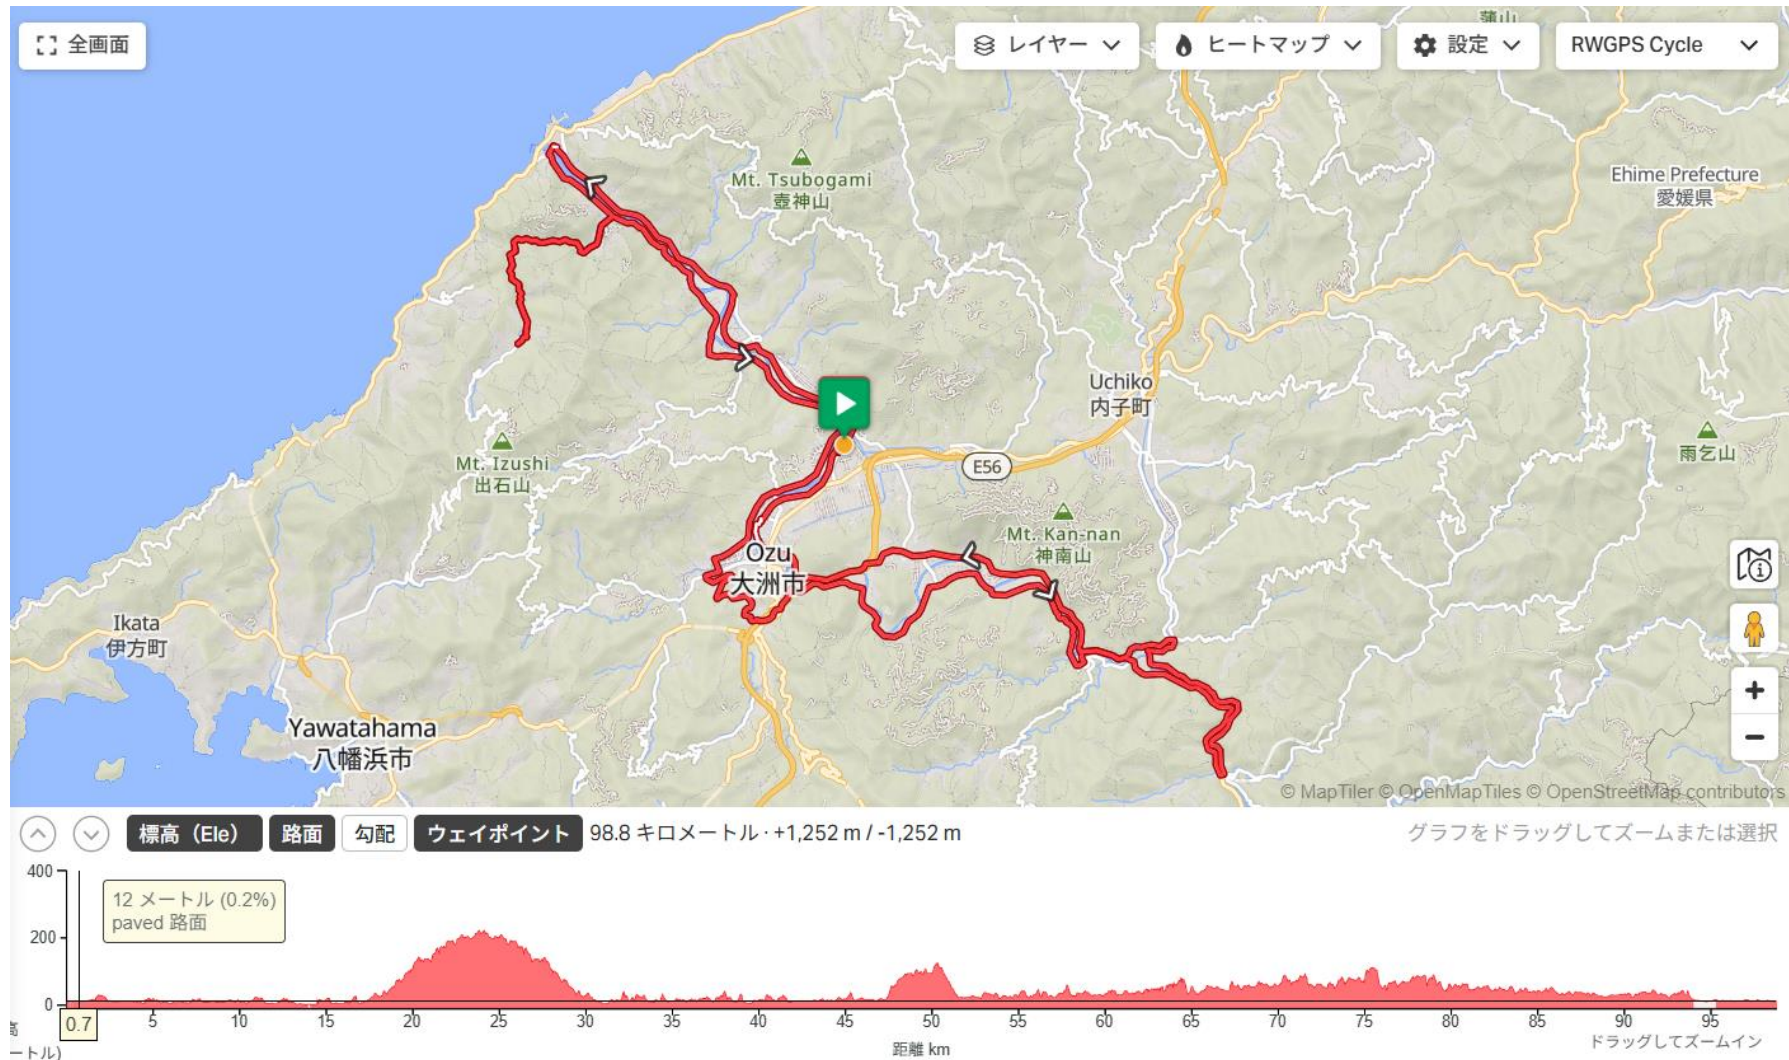 全画面
レイヤー
ヒートマップ
設定
RWGPS Cycle
蒲山
Mt. Tsubogami
壺神山
Ehime Prefecture
愛媛県
Uchiko
内子町
Mt. Izushi
出石山
E56
雨乞山
Mt. Kan-nan
神南山
Ozu
大洲市
Ikata
伊方町
Yawatahama
八幡浜市
© MapTiler © OpenMapTiles © OpenStreetMap contributors
標高（Ele） 路面 勾配 ウェイポイント 98.8 キロメートル · +1,252 m / -1,252 m
グラフをドラッグしてズームまたは選択
400
12 メートル (0.2%)
paved 路面
200
0
0.7 5 10 15 20 25 30 35 40 45 50 55 60 65 70 75 80 85 90 95
ートル)
距離 km
ドラッグしてズームイン